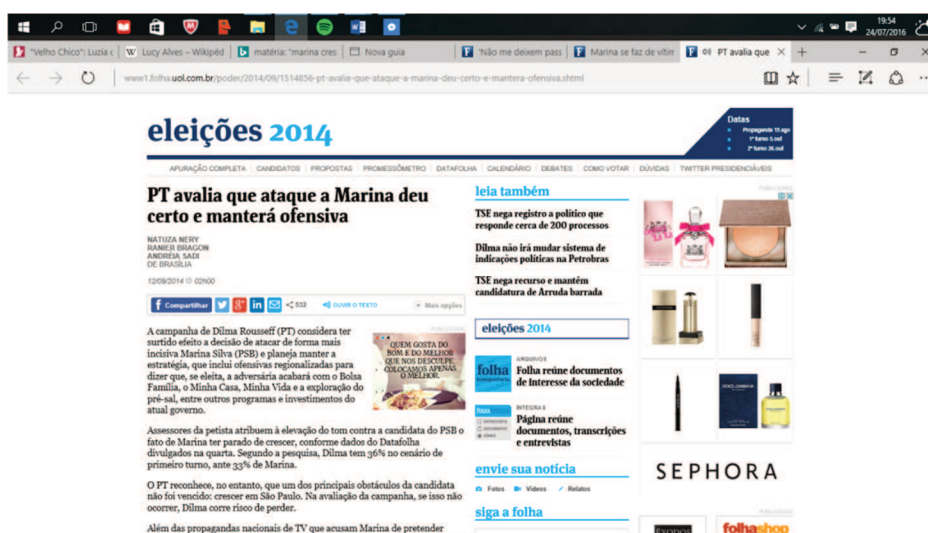 19:54
24/07/2016
"Velho Chico": Luzia c
Lucy Alves – Wikipéd
matéria: "marina cres
Nova guia
'Não me deixem pass
Marina se faz de vítim
PT avalia que
www1.folha.uol.com.br/poder/2014/09/1514856-pt-avalia-que-ataque-a-marina-deu-certo-e-mantera-ofensiva.shtml
eleições 2014
Datas
Propaganda 19.ago
1º turno 5.out
2º turno 26.out
APURAÇÃO COMPLETA
CANDIDATOS
PROPOSTAS
PROMESSÔMETRO
DATAFOLHA
CALENDÁRIO
DEBATES
COMO VOTAR
DÚVIDAS
TWITTER PRESIDENCIÁVEIS
PT avalia que ataque a Marina deu
certo e manterá ofensiva
NATUZA NERY
RANIER BRAGON
ANDRÉIA SADI
DE BRASÍLIA
12/09/2014 02h00
Compartilhar
532
OUVIR O TEXTO
+ Mais opções
A campanha de Dilma Rousseff (PT) considera ter
surtido efeito a decisão de atacar de forma mais
incisiva Marina Silva (PSB) e planeja manter a
estratégia, que inclui ofensivas regionalizadas para
dizer que, se eleita, a adversária acabará com o Bolsa
Família, o Minha Casa, Minha Vida e a exploração do
pré-sal, entre outros programas e investimentos do
atual governo.
PUBLICIDADE
QUEM GOSTA DO
BOM E DO MELHOR
QUE NOS DESCULPE.
COLOCAMOS APENAS
O MELHOR.
Assessores da petista atribuem à elevação do tom contra a candidata do PSB o
fato de Marina ter parado de crescer, conforme dados do Datafolha
divulgados na quarta. Segundo a pesquisa, Dilma tem 36% no cenário de
primeiro turno, ante 33% de Marina.
O PT reconhece, no entanto, que um dos principais obstáculos da candidata
não foi vencido: crescer em São Paulo. Na avaliação da campanha, se isso não
ocorrer, Dilma corre risco de perder.
Além das propagandas nacionais de TV que acusam Marina de pretender
leia também
TSE nega registro a político que
responde cerca de 200 processos
Dilma não irá mudar sistema de
indicações políticas na Petrobras
TSE nega recurso e mantém
candidatura de Arruda barrada
eleições 2014
folha
ARQUIVOS
Folha reúne documentos
de interesse da sociedade
ÍNTEGRAS
Página reúne
documentos, transcrições
e entrevistas
envie sua notícia
Fotos
Vídeos
Relatos
siga a folha
PUBLICIDADE
DOLCE&GABBANA
SEPHORA
PUBLICIDADE
folhashop